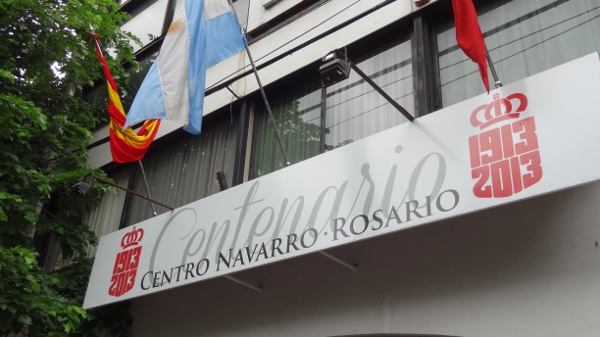 1913
2013
Centenario
CENTRO NAVARRO · ROSARIO
1913
2013